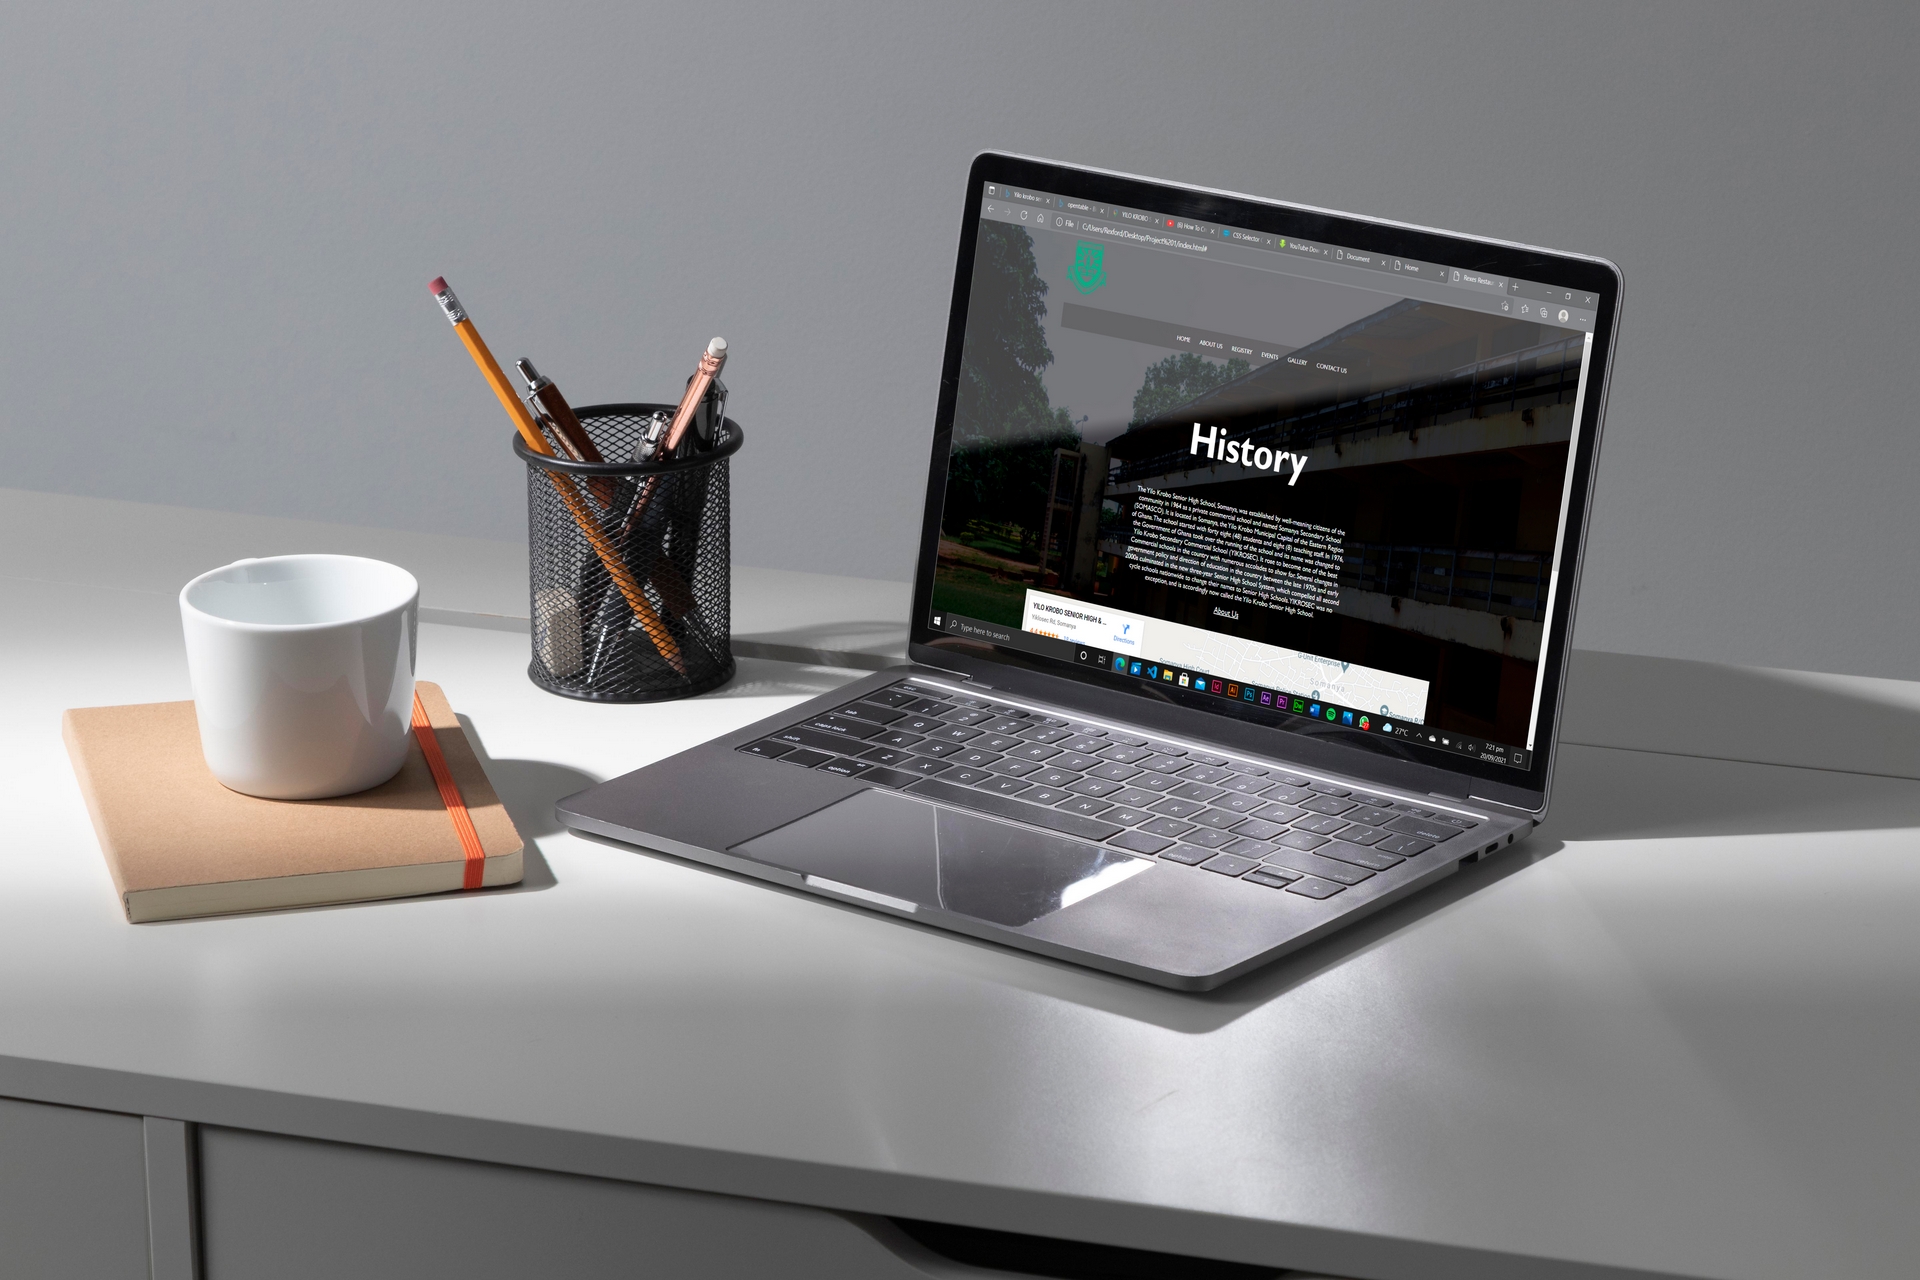 Yilo krobo se
opentable - B
YILO KROBO
(6) How To C
CSS Selector
YouTube Dow
Document
Home
Rexes Restau
File
C:/Users/Rexford/Desktop/Project%201/index.html#
HOME ABOUT US REGISTRY EVENTS GALLERY CONTACT US
History
The Yilo Krobo Senior High School, Somanya, was established by well-meaning citizens of the
community in 1964 as a private commercial school and named Somanya Secondary School
(SOMASCO). It is located in Somanya, the Yilo Krobo Municipal Capital of the Eastern Region
of Ghana. The school started with forty eight (48) students and eight (8) teaching staff. In 1976,
the Government of Ghana took over the running of the school and its name was changed to
Yilo Krobo Secondary Commercial School (YIKROSEC). It rose to become one of the best
Commercial schools in the country with numerous accolades to show for. Several changes in
government policy and direction of education in the country between the late 1970s and early
2000s culminated in the new three-year Senior High School System, which compelled all second
cycle schools nationwide to change their names to Senior High Schools. YIKROSEC was no
exception, and is accordingly now called the Yilo Krobo Senior High School.
About Us
YILO KROBO SENIOR HIGH & ...
Yiklosec Rd, Somanya
Directions
G-Unit Enterprise
Somanya High Court
Somanya
Type here to search
27°C
7:21 pm
20/09/2021
esc
tab
caps lock
shift
fn
option
Q W E R T Y U I O P
A S D F G H J K L
Z X C V B N M
delete
return
shift
option